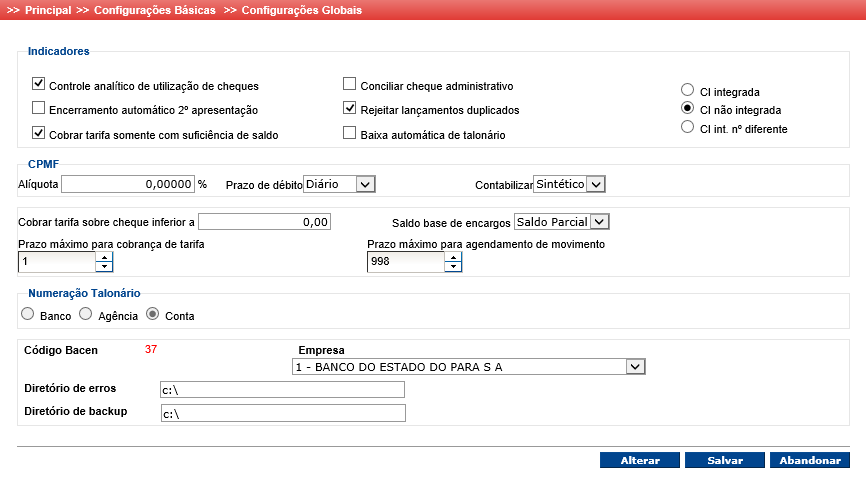 >> Principal >> Configurações Básicas >> Configurações Globais
Indicadores
Controle analítico de utilização de cheques
Conciliar cheque administrativo
CI integrada
Encerramento automático 2º apresentação
Rejeitar lançamentos duplicados
CI não integrada
Cobrar tarifa somente com suficiência de saldo
Baixa automática de talonário
CI int. nº diferente
CPMF
Alíquota 0,00000 % Prazo de débito Diário Contabilizar Sintético
Cobrar tarifa sobre cheque inferior a 0,00 Saldo base de encargos Saldo Parcial
Prazo máximo para cobrança de tarifa Prazo máximo para agendamento de movimento
1 998
Numeração Talonário
Banco Agência Conta
Código Bacen 37 Empresa
1 - BANCO DO ESTADO DO PARA S A
Diretório de erros c:\
Diretório de backup c:\
Alterar Salvar Abandonar